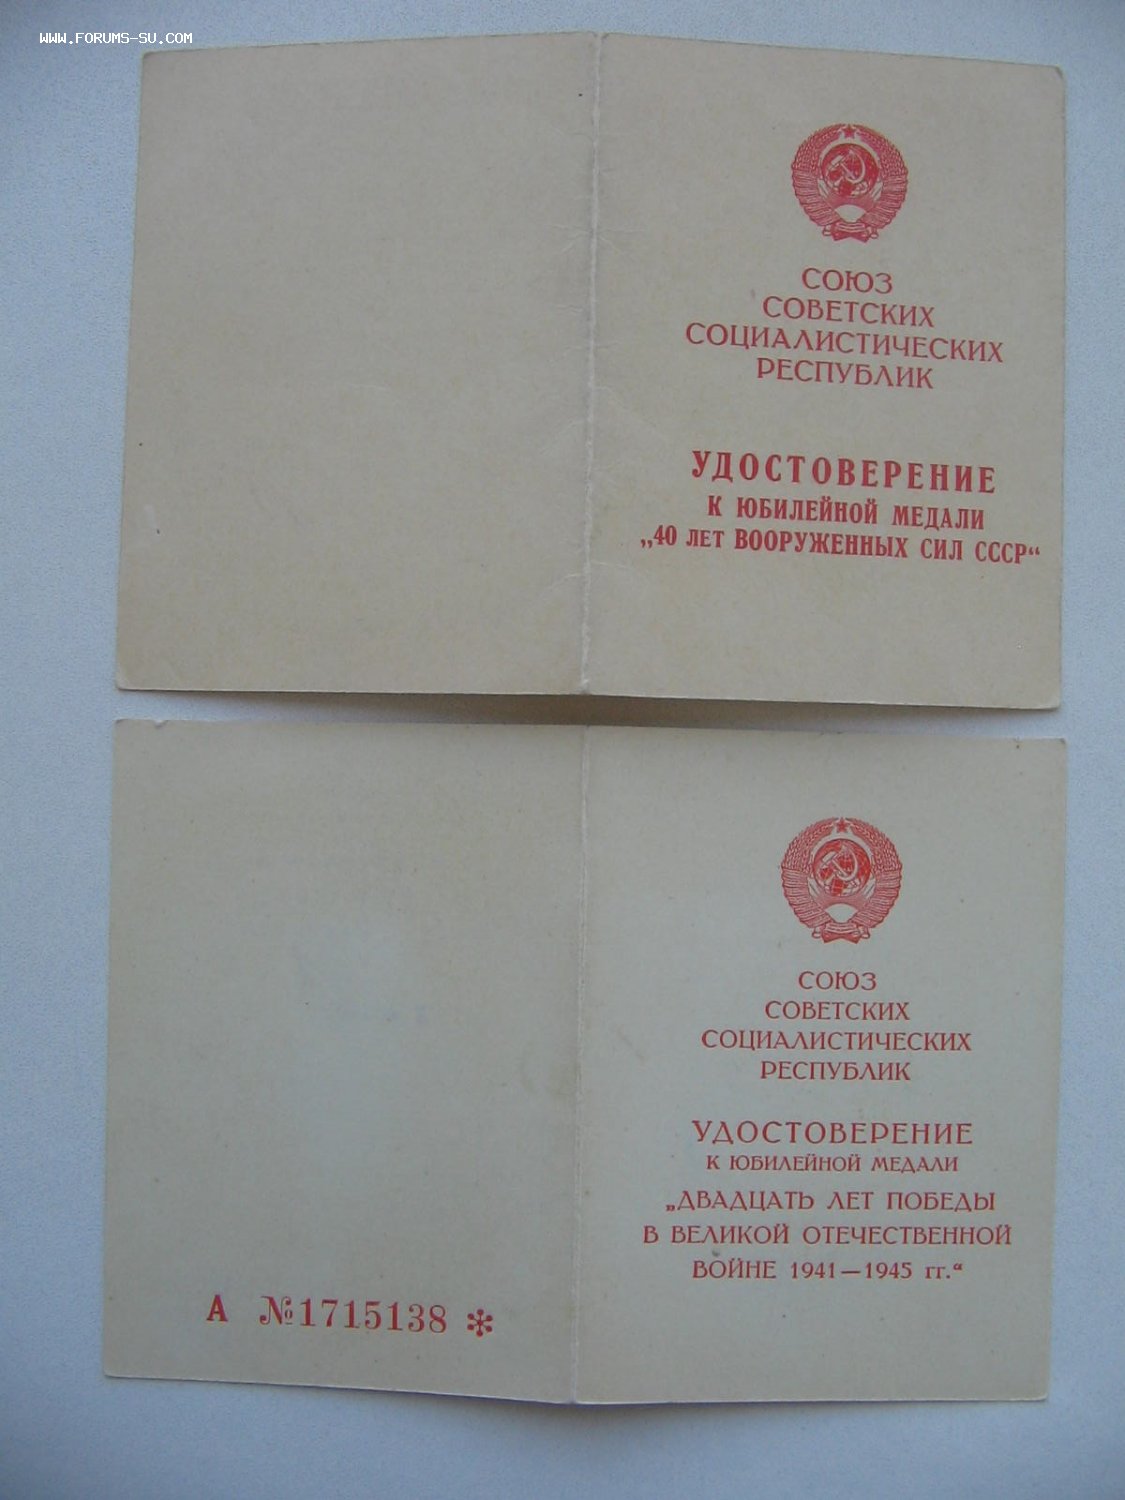 WWW.FORUMS-SU.COM
СОЮЗ
СОВЕТСКИХ
СОЦИАЛИСТИЧЕСКИХ
РЕСПУБЛИК
УДОСТОВЕРЕНИЕ
К ЮБИЛЕЙНОЙ МЕДАЛИ
„40 ЛЕТ ВООРУЖЕННЫХ СИЛ СССР“
СОЮЗ
СОВЕТСКИХ
СОЦИАЛИСТИЧЕСКИХ
РЕСПУБЛИК
УДОСТОВЕРЕНИЕ
К ЮБИЛЕЙНОЙ МЕДАЛИ
„ДВАДЦАТЬ ЛЕТ ПОБЕДЫ
В ВЕЛИКОЙ ОТЕЧЕСТВЕННОЙ
ВОЙНЕ 1941—1945 гг.“
А №1715138 *